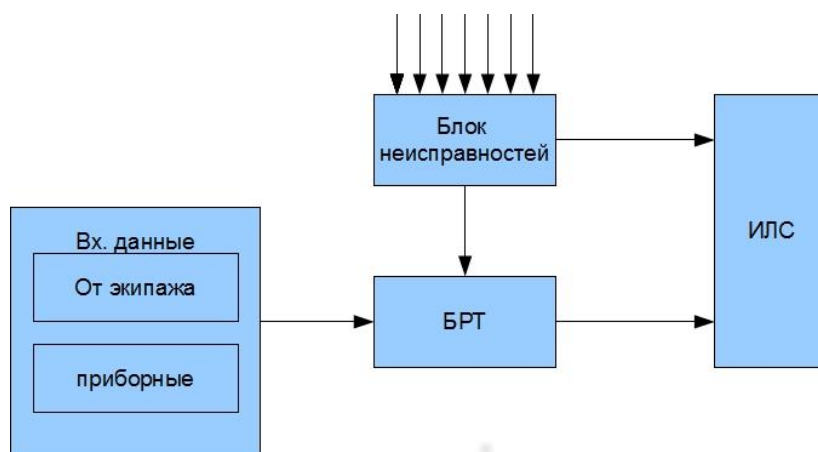 Блок
неисправностей
ИЛС
Вх. данные
От экипажа
приборные
БРТ